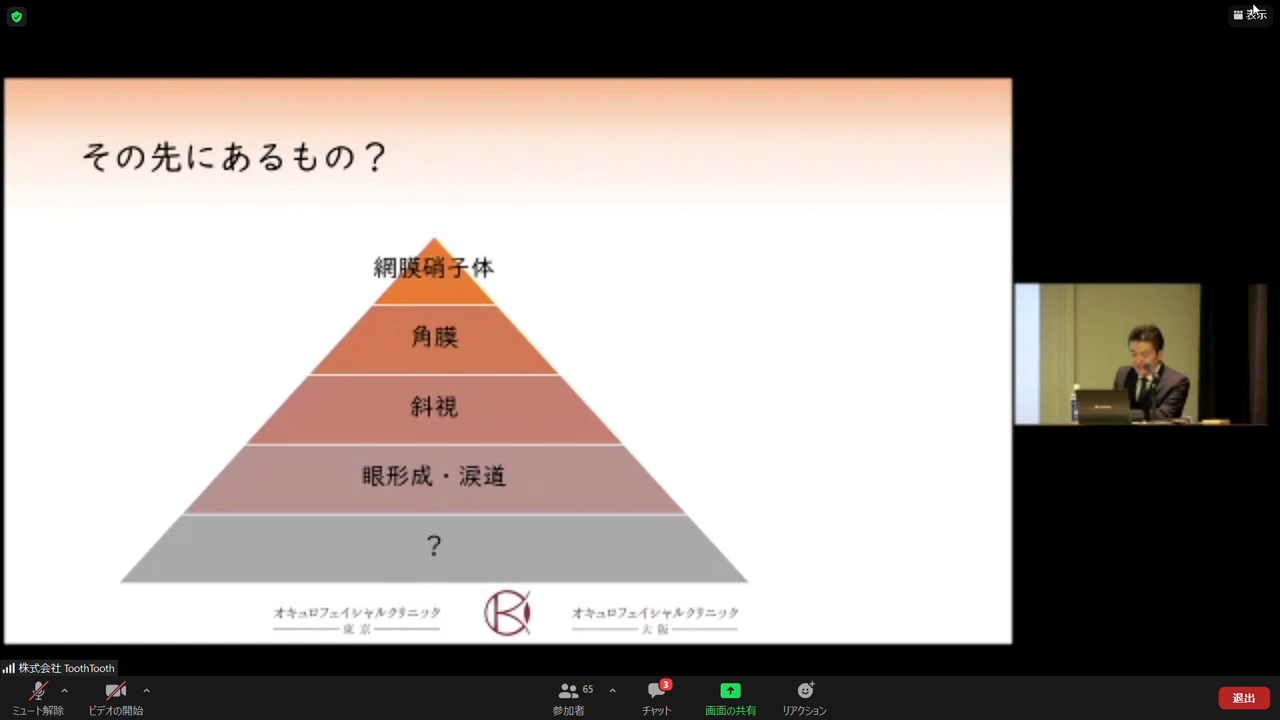 表示
その先にあるもの？
網膜硝子体
角膜
斜視
眼形成・涙道
？
オキュロフェイシャルクリニック
東京
オキュロフェイシャルクリニック
大阪
株式会社 ToothTooth
ミュート解除
ビデオの開始
65
参加者
3
チャット
画面の共有
リアクション
退出